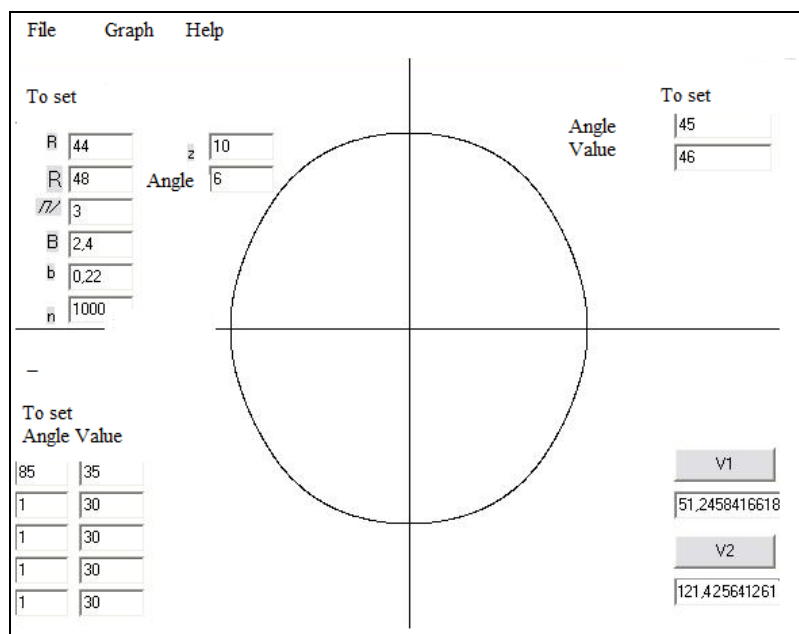 File Graph Help
To set
R 44
R 48
3
B 2,4
b 0,22
n 1000
z 10
Angle 6
To set
Angle 45
Value 46
To set
Angle Value
85 35
1 30
1 30
1 30
1 30
V1
51,2458416618
V2
121,425641261